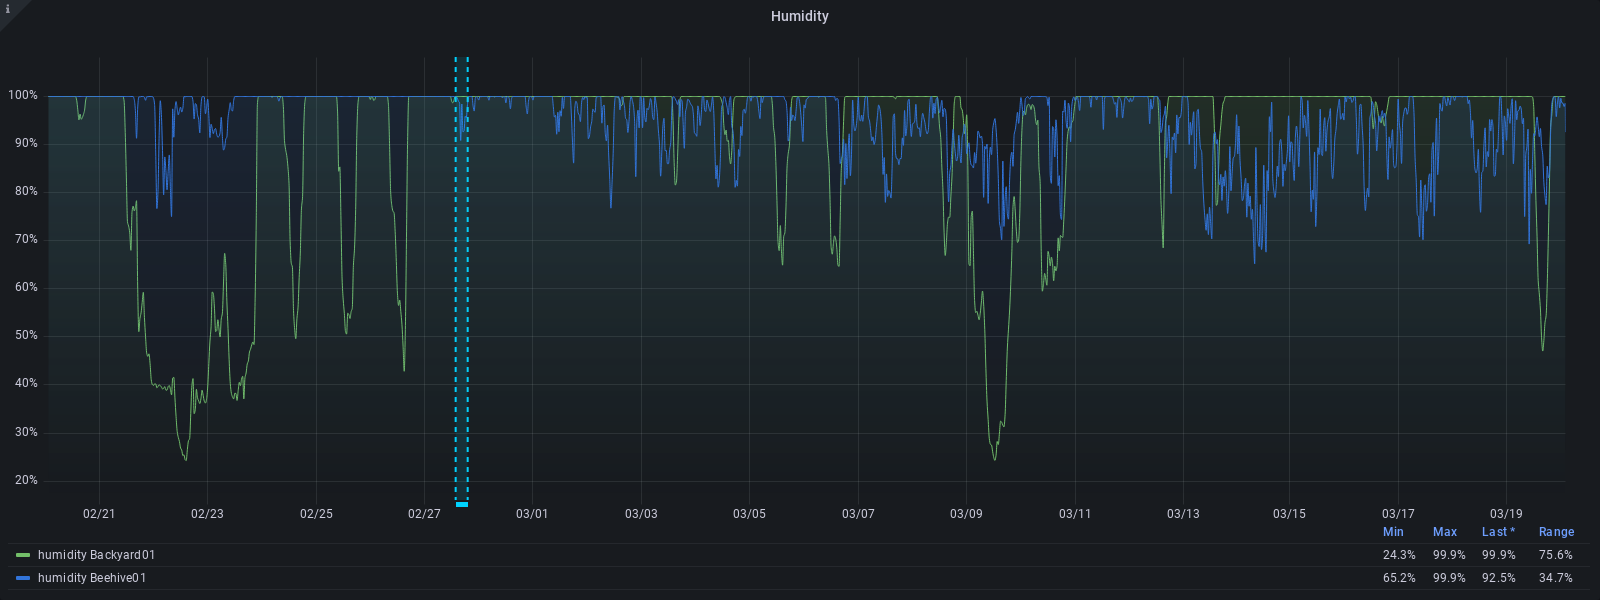 i
Humidity
100%
90%
80%
70%
60%
50%
40%
30%
20%
02/21 02/23 02/25 02/27 03/01 03/03 03/05 03/07 03/09 03/11 03/13 03/15 03/17 03/19
Min Max Last * Range
humidity Backyard01 24.3% 99.9% 99.9% 75.6%
humidity Beehive01 65.2% 99.9% 92.5% 34.7%